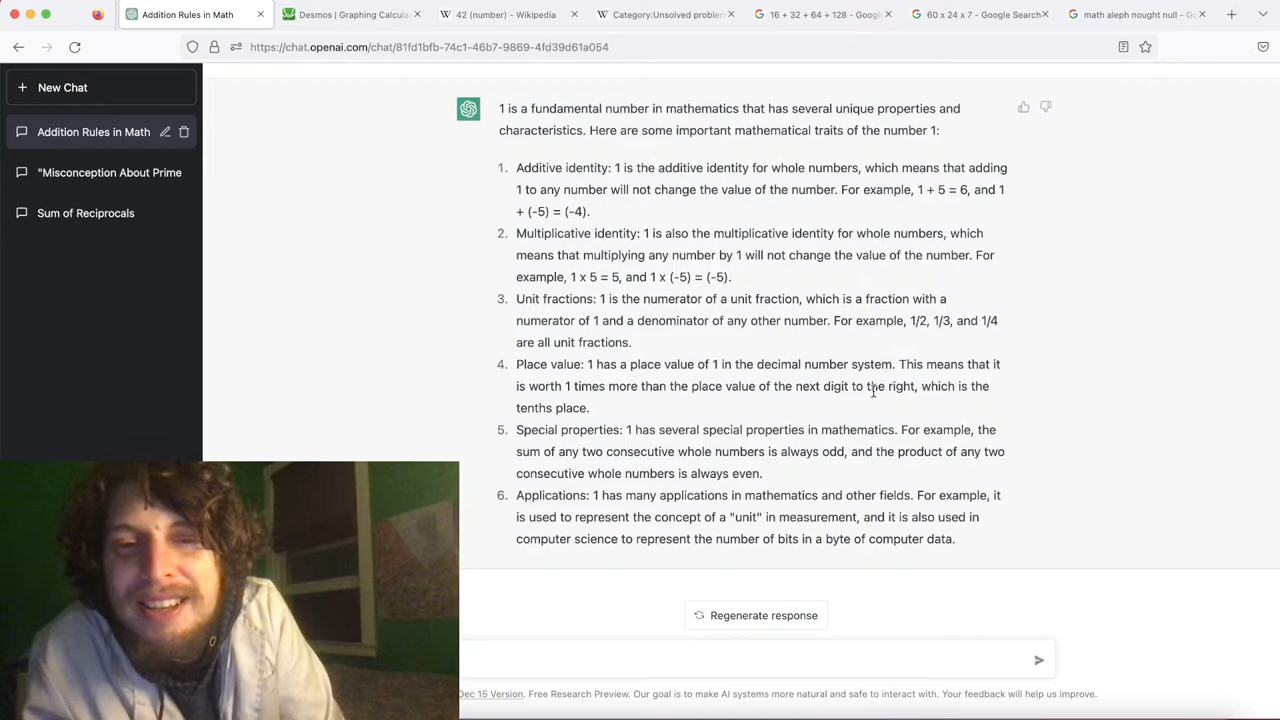 Addition Rules in Math
Desmos | Graphing Calcula
42 (number) - Wikipedia
Category:Unsolved problem
16 + 32 + 64 + 128 - Google
60 x 24 x 7 - Google Search
math aleph nought null - Go
https://chat.openai.com/chat/81fd1bfb-74c1-46b7-9869-4fd39d61a054
New Chat
Addition Rules in Math
"Misconception About Prime
Sum of Reciprocals
1 is a fundamental number in mathematics that has several unique properties and
characteristics. Here are some important mathematical traits of the number 1:
1. Additive identity: 1 is the additive identity for whole numbers, which means that adding
1 to any number will not change the value of the number. For example, 1 + 5 = 6, and 1
+ (-5) = (-4).
2. Multiplicative identity: 1 is also the multiplicative identity for whole numbers, which
means that multiplying any number by 1 will not change the value of the number. For
example, 1 x 5 = 5, and 1 x (-5) = (-5).
3. Unit fractions: 1 is the numerator of a unit fraction, which is a fraction with a
numerator of 1 and a denominator of any other number. For example, 1/2, 1/3, and 1/4
are all unit fractions.
4. Place value: 1 has a place value of 1 in the decimal number system. This means that it
is worth 1 times more than the place value of the next digit to the right, which is the
tenths place.
5. Special properties: 1 has several special properties in mathematics. For example, the
sum of any two consecutive whole numbers is always odd, and the product of any two
consecutive whole numbers is always even.
6. Applications: 1 has many applications in mathematics and other fields. For example, it
is used to represent the concept of a "unit" in measurement, and it is also used in
computer science to represent the number of bits in a byte of computer data.
Regenerate response
Dec 15 Version. Free Research Preview. Our goal is to make AI systems more natural and safe to interact with. Your feedback will help us improve.